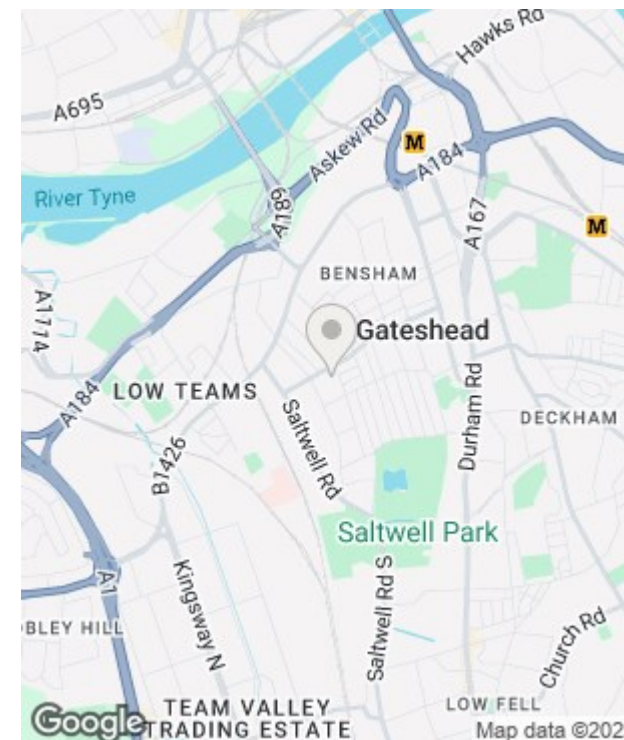 Hawks Rd
A695
Askew Rd
M
A184
River Tyne
A189
A167
M
BENSHAM
A171A
Gateshead
A184
LOW TEAMS
Durham Rd
DECKHAM
Saltwell Rd
B1426
Saltwell Park
A1
Kingsway N
Saltwell Rd S
OBLEY HILL
Church Rd
TEAM VALLEY
TRADING ESTATE
LOW FELL
Google
Map data ©202